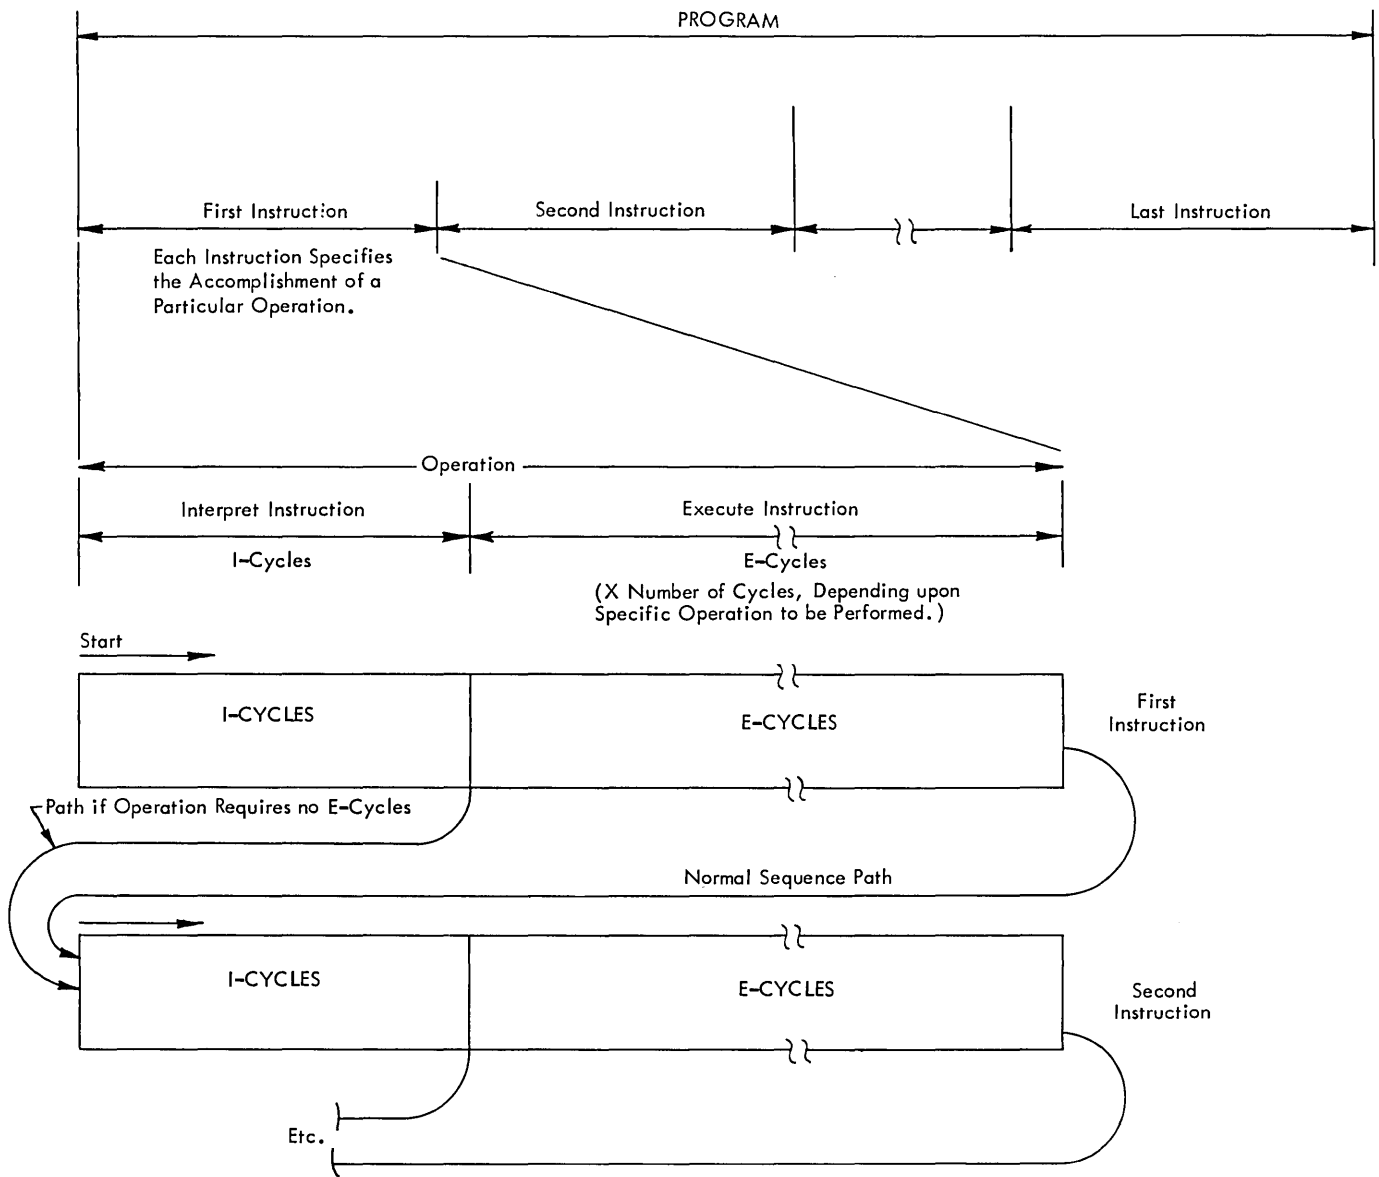 PROGRAM
First Instruction
Second Instruction
Last Instruction
Each Instruction Specifies
the Accomplishment of a
Particular Operation.
Operation
Interpret Instruction
Execute Instruction
I-Cycles
E-Cycles
(X Number of Cycles, Depending upon
Specific Operation to be Performed.)
Start
I-CYCLES
E-CYCLES
First
Instruction
Path if Operation Requires no E-Cycles
Normal Sequence Path
I-CYCLES
E-CYCLES
Second
Instruction
Etc.